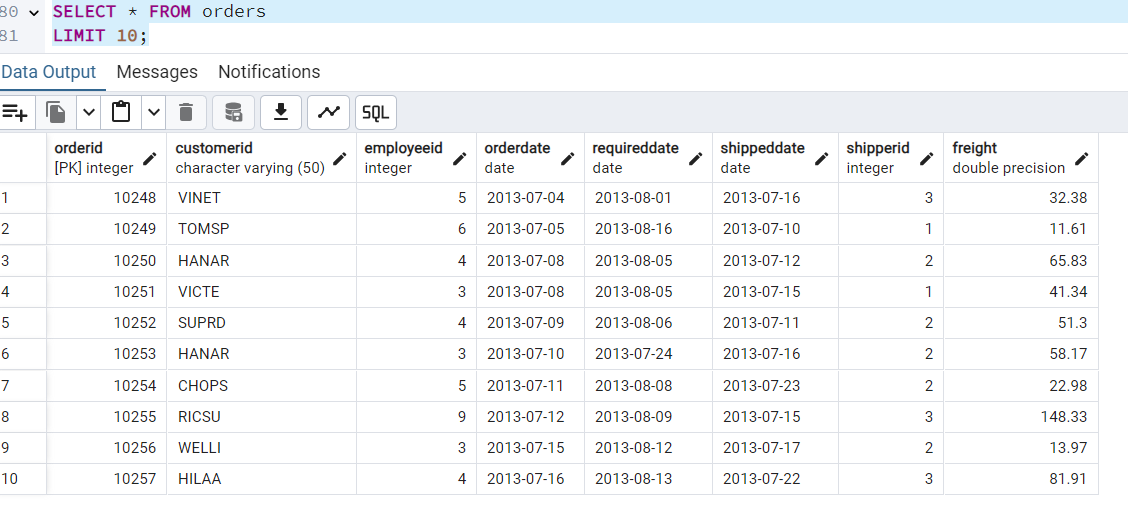 80 SELECT * FROM orders
81 LIMIT 10;
Data Output Messages Notifications
SQL
orderid customerid employeeid orderdate requireddate shippeddate shipperid freight
[PK] integer character varying (50) integer date date date integer double precision
1 10248 VINET 5 2013-07-04 2013-08-01 2013-07-16 3 32.38
2 10249 TOMSP 6 2013-07-05 2013-08-16 2013-07-10 1 11.61
3 10250 HANAR 4 2013-07-08 2013-08-05 2013-07-12 2 65.83
4 10251 VICTE 3 2013-07-08 2013-08-05 2013-07-15 1 41.34
5 10252 SUPRD 4 2013-07-09 2013-08-06 2013-07-11 2 51.3
6 10253 HANAR 3 2013-07-10 2013-07-24 2013-07-16 2 58.17
7 10254 CHOPS 5 2013-07-11 2013-08-08 2013-07-23 2 22.98
8 10255 RICSU 9 2013-07-12 2013-08-09 2013-07-15 3 148.33
9 10256 WELLI 3 2013-07-15 2013-08-12 2013-07-17 2 13.97
10 10257 HILAA 4 2013-07-16 2013-08-13 2013-07-22 3 81.91